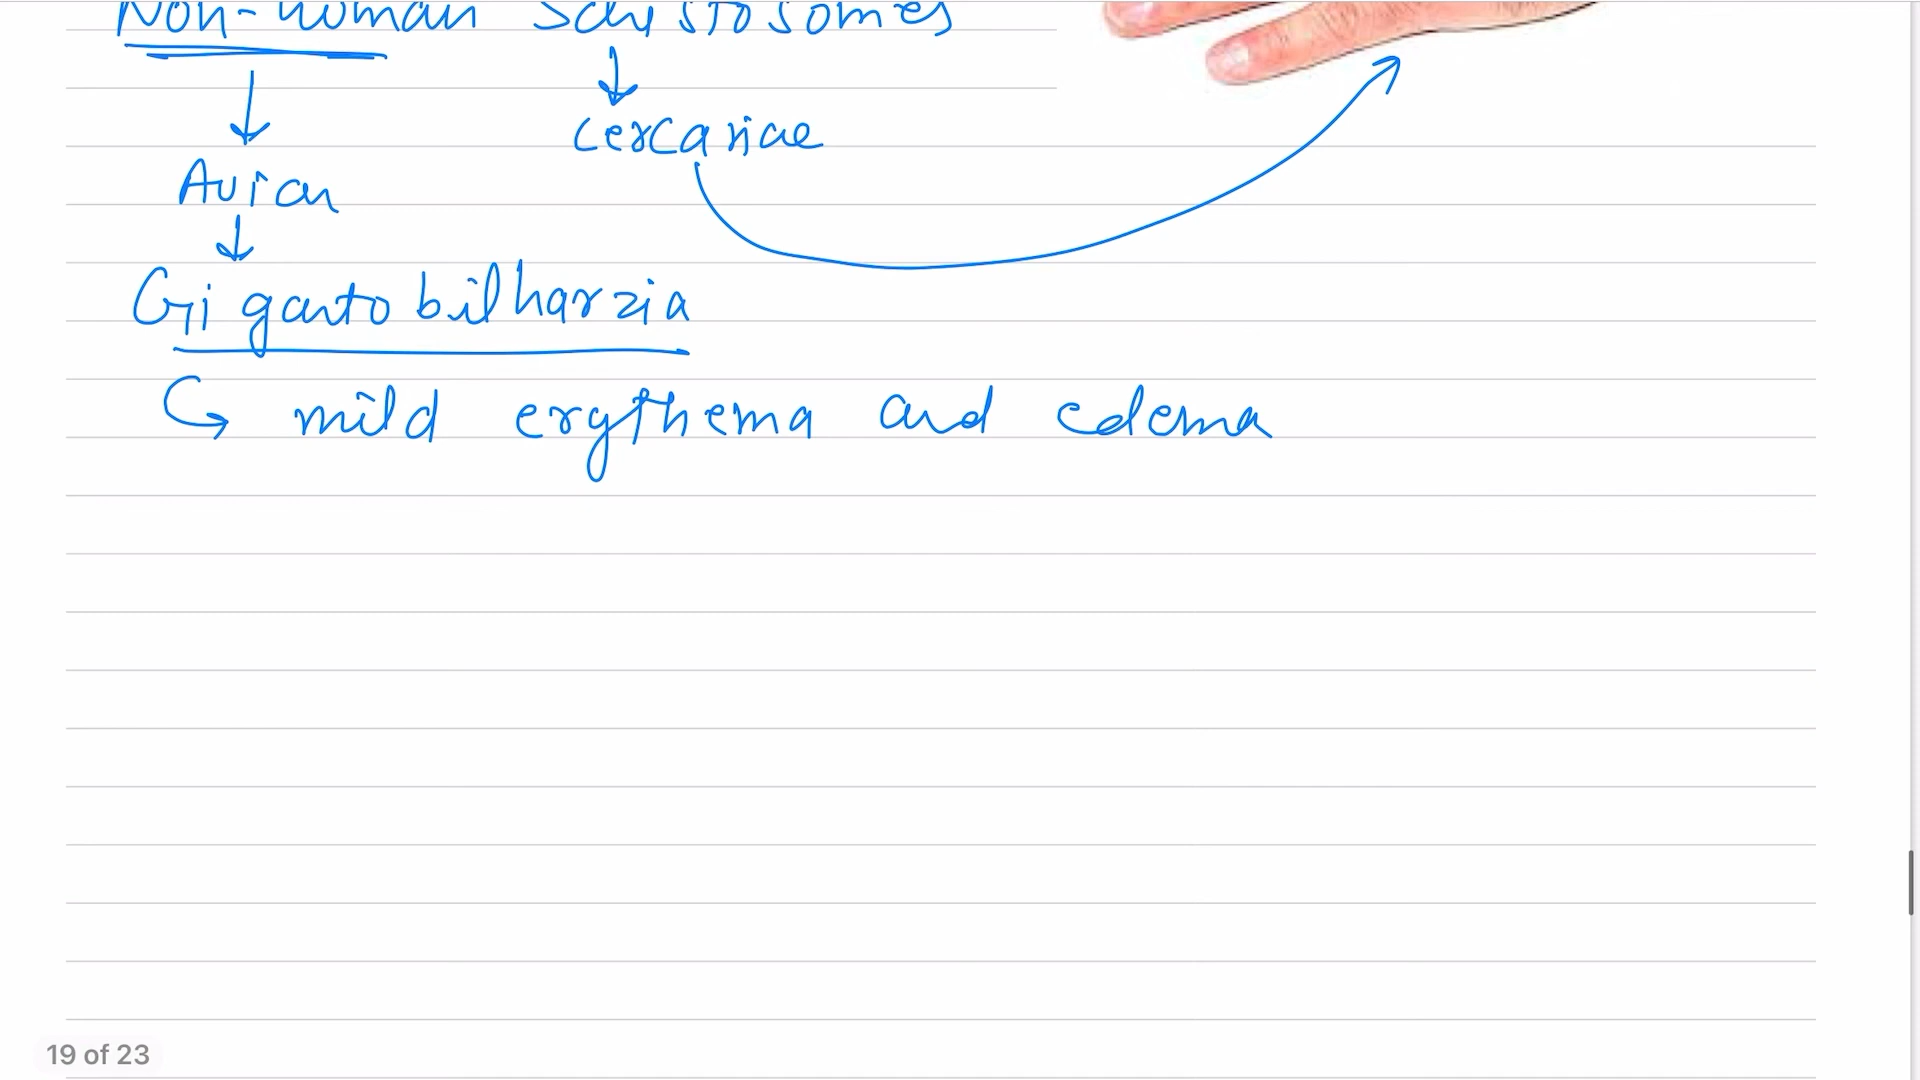 Non-human Schistosomes
Cercariae
Avian
Gigantobilharzia
mild erythema and edema
19 of 23